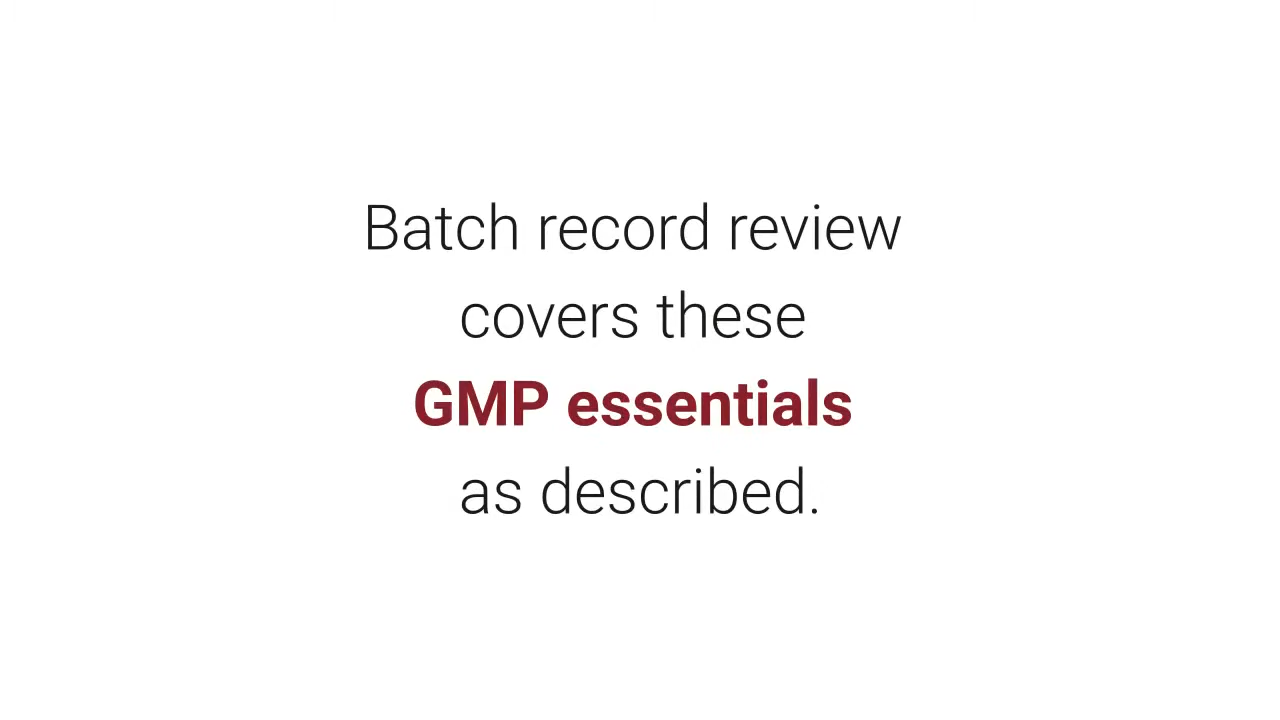 Batch record review
covers these
GMP essentials
as described.